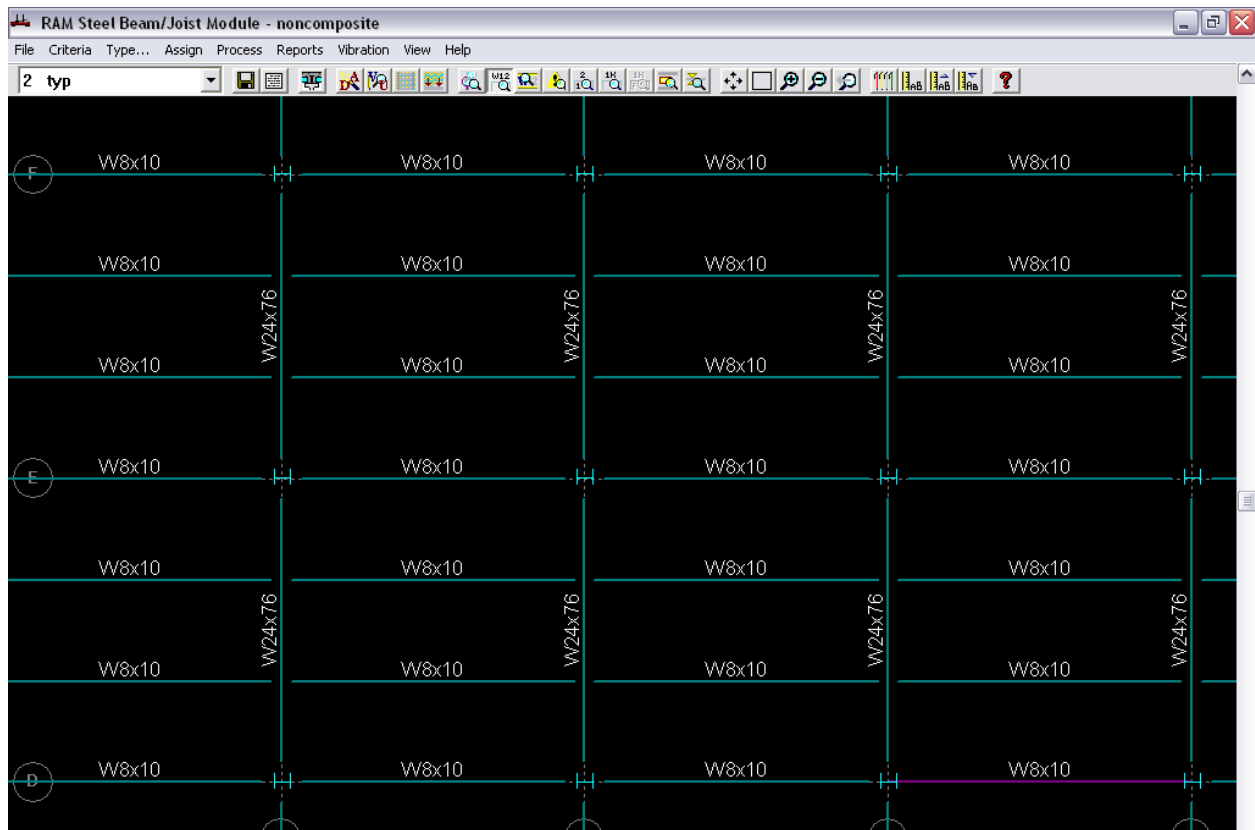 RAM Steel Beam/Joist Module - noncomposite
File Criteria Type... Assign Process Reports Vibration View Help
2 typ
W8x10 W8x10 W8x10 W8x10
F
W8x10 W8x10 W8x10 W8x10
W24x76 W24x76 W24x76 W24x76
W8x10 W8x10 W8x10 W8x10
W8x10 W8x10 W8x10 W8x10
E
W8x10 W8x10 W8x10 W8x10
W24x76 W24x76 W24x76 W24x76
W8x10 W8x10 W8x10 W8x10
W8x10 W8x10 W8x10 W8x10
D